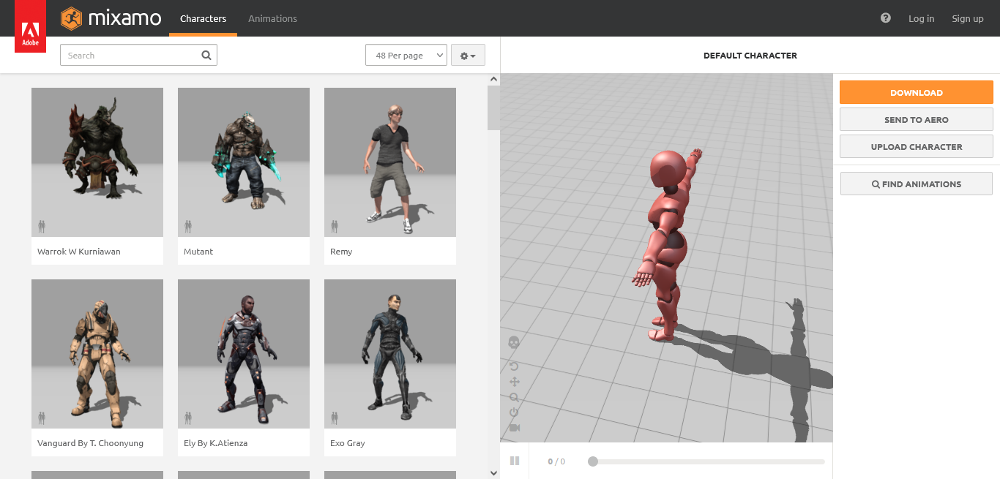 Adobe
mixamo
Characters
Animations
Log in
Sign up
Search
48 Per page
DEFAULT CHARACTER
Warrok W Kurniawan
Mutant
Remy
Vanguard By T. Choonyung
Ely By K.Atienza
Exo Gray
DOWNLOAD
SEND TO AERO
UPLOAD CHARACTER
FIND ANIMATIONS
0 / 0